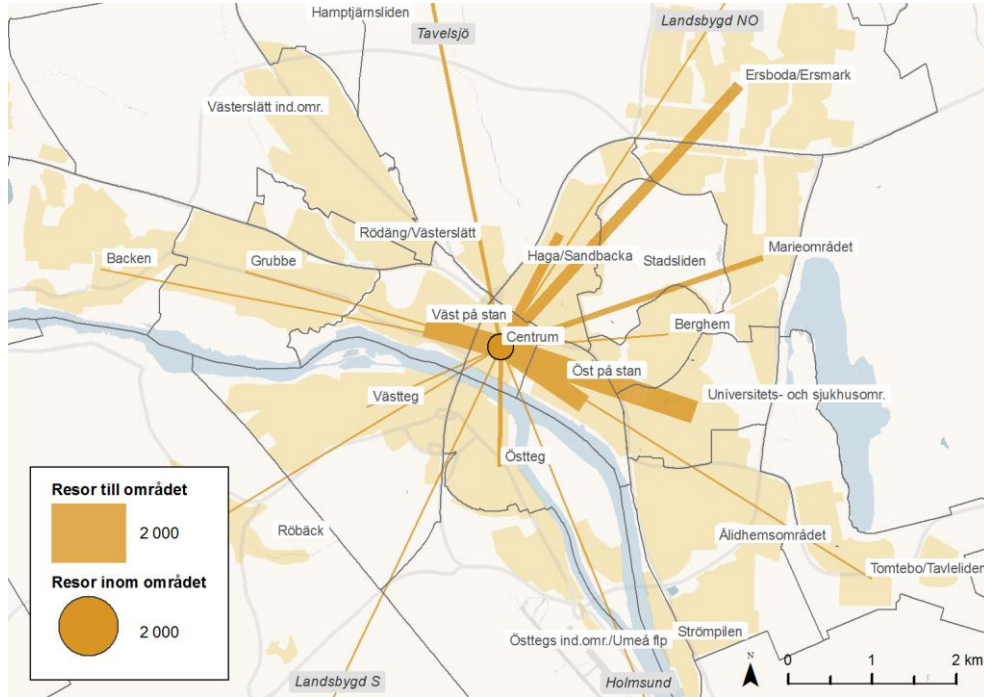 Hamptjärnsliden
Tavelsjö
Landsbygd NO
Ersboda/Ersmark
Västerslätt ind.omr.
Rödäng/Västerslätt
Haga/Sandbacka
Stadsliden
Marieområdet
Backen
Grubbe
Väst på stan
Centrum
Berghem
Öst på stan
Västteg
Universitets- och sjukhusomr.
Östteg
Röbäck
Ålidhemsområdet
Tomtebo/Tavleliden
Strömpilen
Östtegs ind.omr./Umeå flp
Landsbygd S
Holmsund
Resor till området
2 000
Resor inom området
2 000
N
0 1 2 km